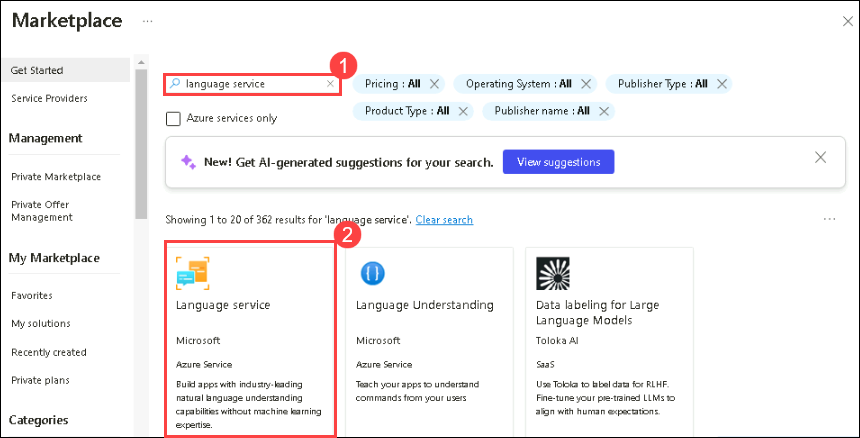 Marketplace ...
Get Started
Service Providers
Management
Private Marketplace
Private Offer
Management
My Marketplace
Favorites
My solutions
Recently created
Private plans
Categories
1
language service
Pricing : All
Operating System : All
Publisher Type : All
Product Type : All
Publisher name : All
Azure services only
New! Get AI-generated suggestions for your search.
View suggestions
Showing 1 to 20 of 362 results for 'language service'. Clear search
2
Language service
Microsoft
Azure Service
Build apps with industry-leading
natural language understanding
capabilities without machine learning
expertise.
Language Understanding
Microsoft
Azure Service
Teach your apps to understand
commands from your users
Data labeling for Large
Language Models
Toloka AI
SaaS
Use Toloka to label data for RLHF.
Fine-tune your pre-trained LLMs to
align with human expectations.